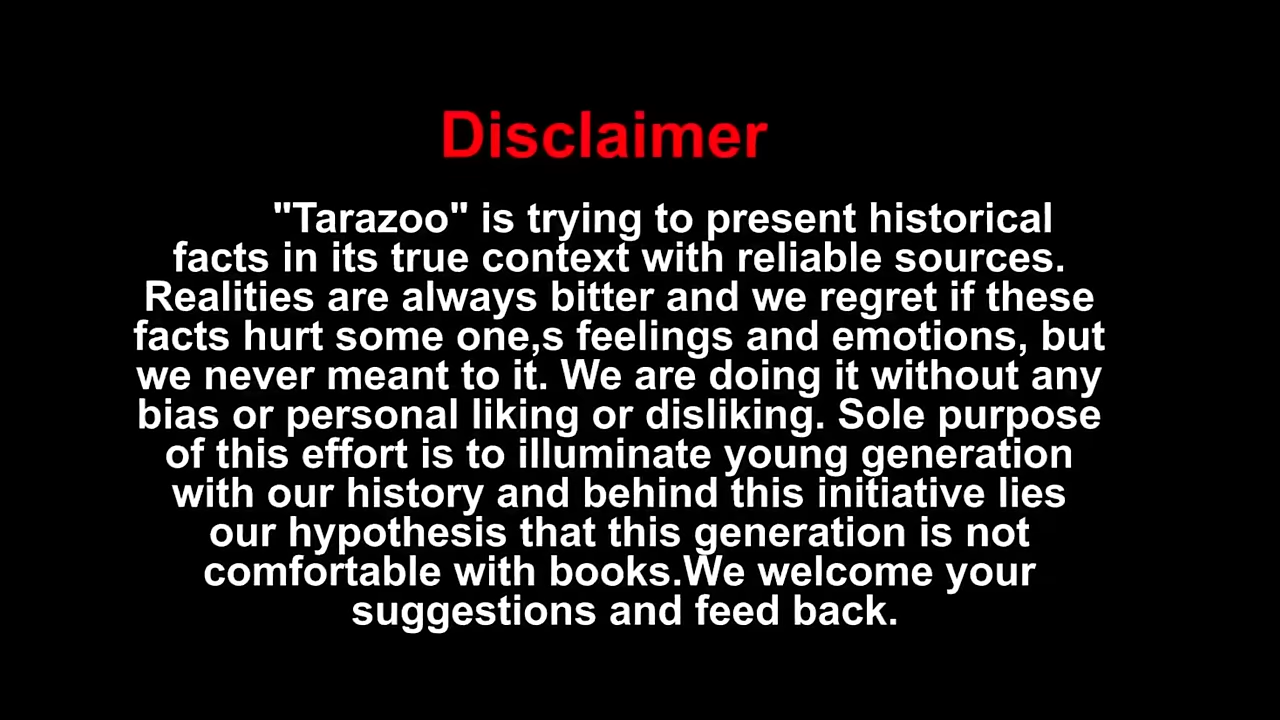 Disclaimer
"Tarazoo" is trying to present historical
facts in its true context with reliable sources.
Realities are always bitter and we regret if these
facts hurt some one,s feelings and emotions, but
we never meant to it. We are doing it without any
bias or personal liking or disliking. Sole purpose
of this effort is to illuminate young generation
with our history and behind this initiative lies
our hypothesis that this generation is not
comfortable with books.We welcome your
suggestions and feed back.